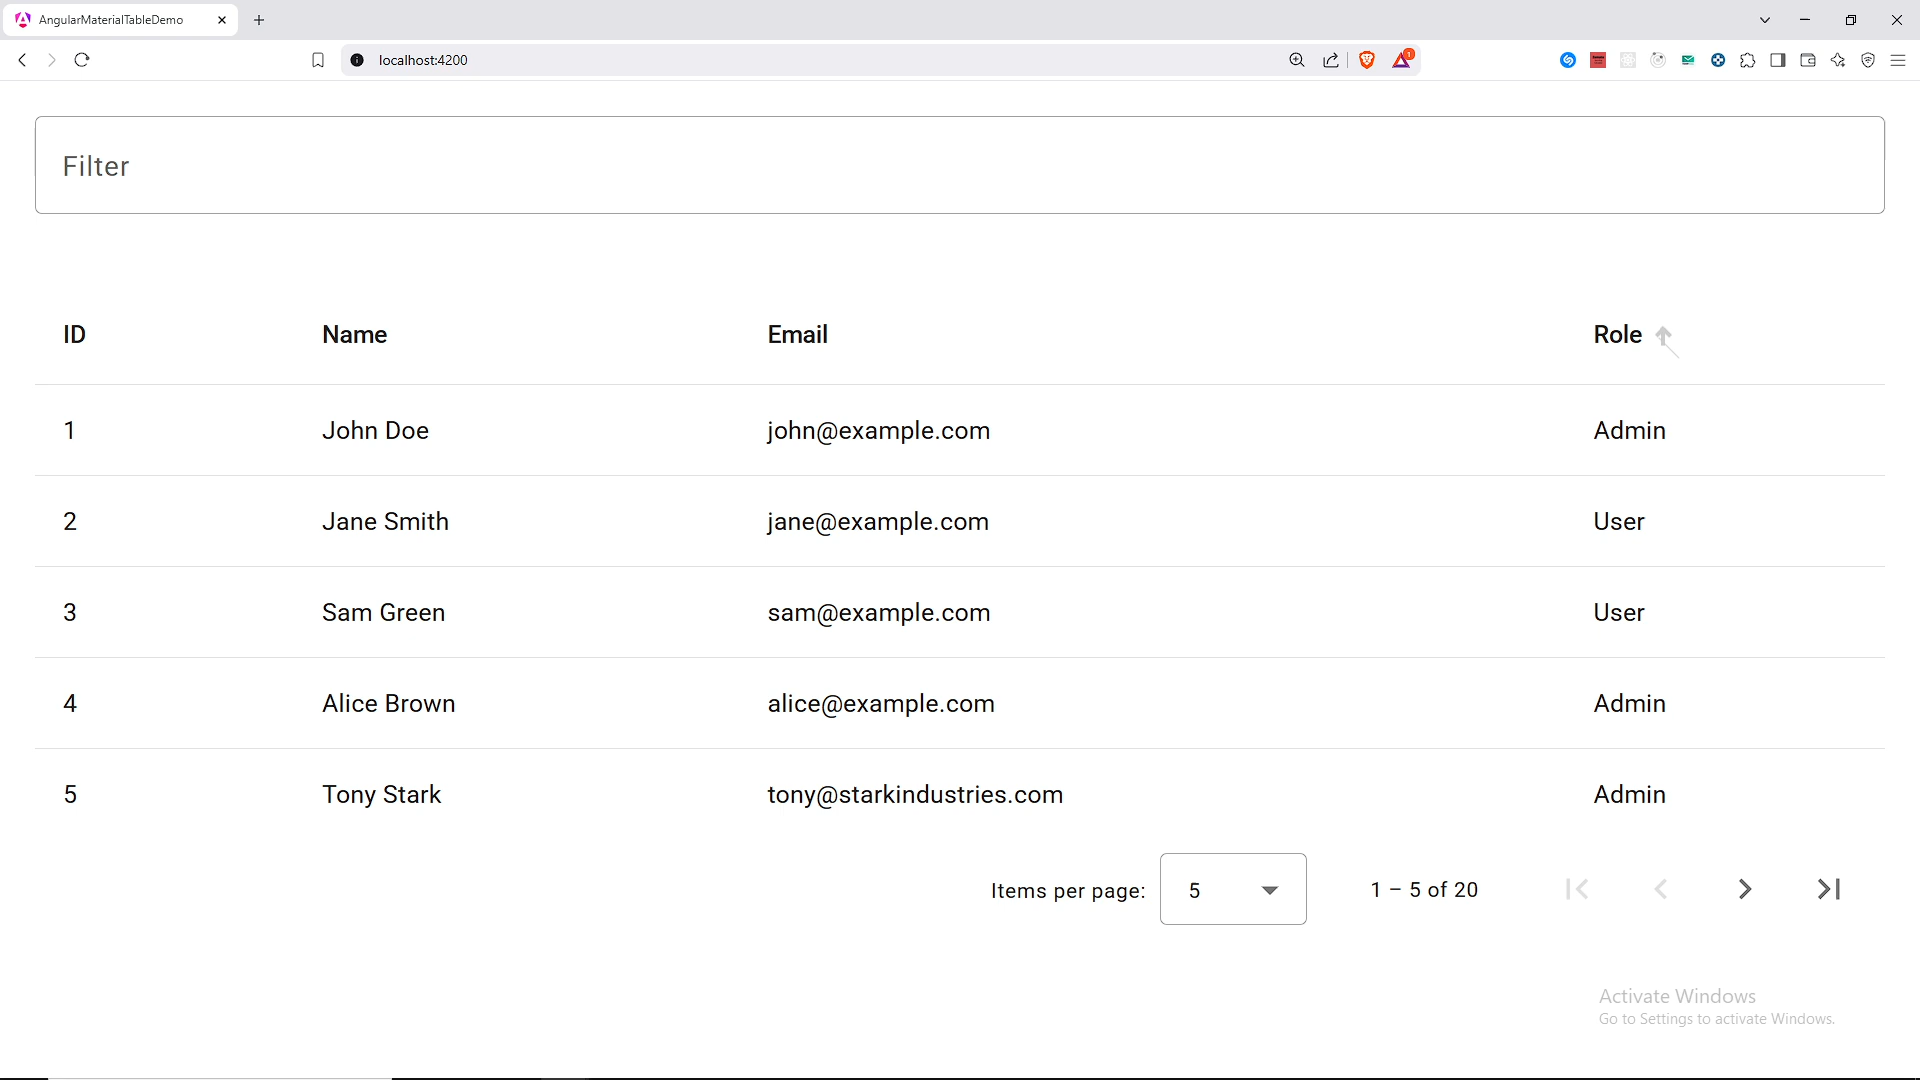 AngularMaterialTableDemo
localhost:4200
1
Filter
ID Name Email Role
1 John Doe john@example.com Admin
2 Jane Smith jane@example.com User
3 Sam Green sam@example.com User
4 Alice Brown alice@example.com Admin
5 Tony Stark tony@starkindustries.com Admin
Items per page: 5 1 – 5 of 20
Activate Windows
Go to Settings to activate Windows.